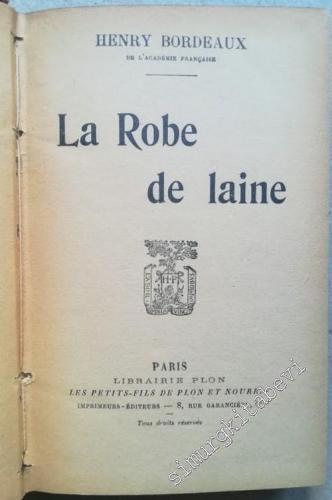 HENRY BORDEAUX
DE L'ACADÉMIE FRANÇAISE
La Robe
de laine
PARIS
LIBRAIRIE PLON
LES PETITS-FILS DE PLON ET NOURRIT
IMPRIMEURS-ÉDITEURS — 8, RUE GARANCIÈRE
Tous droits réservés
simurgkitabevi